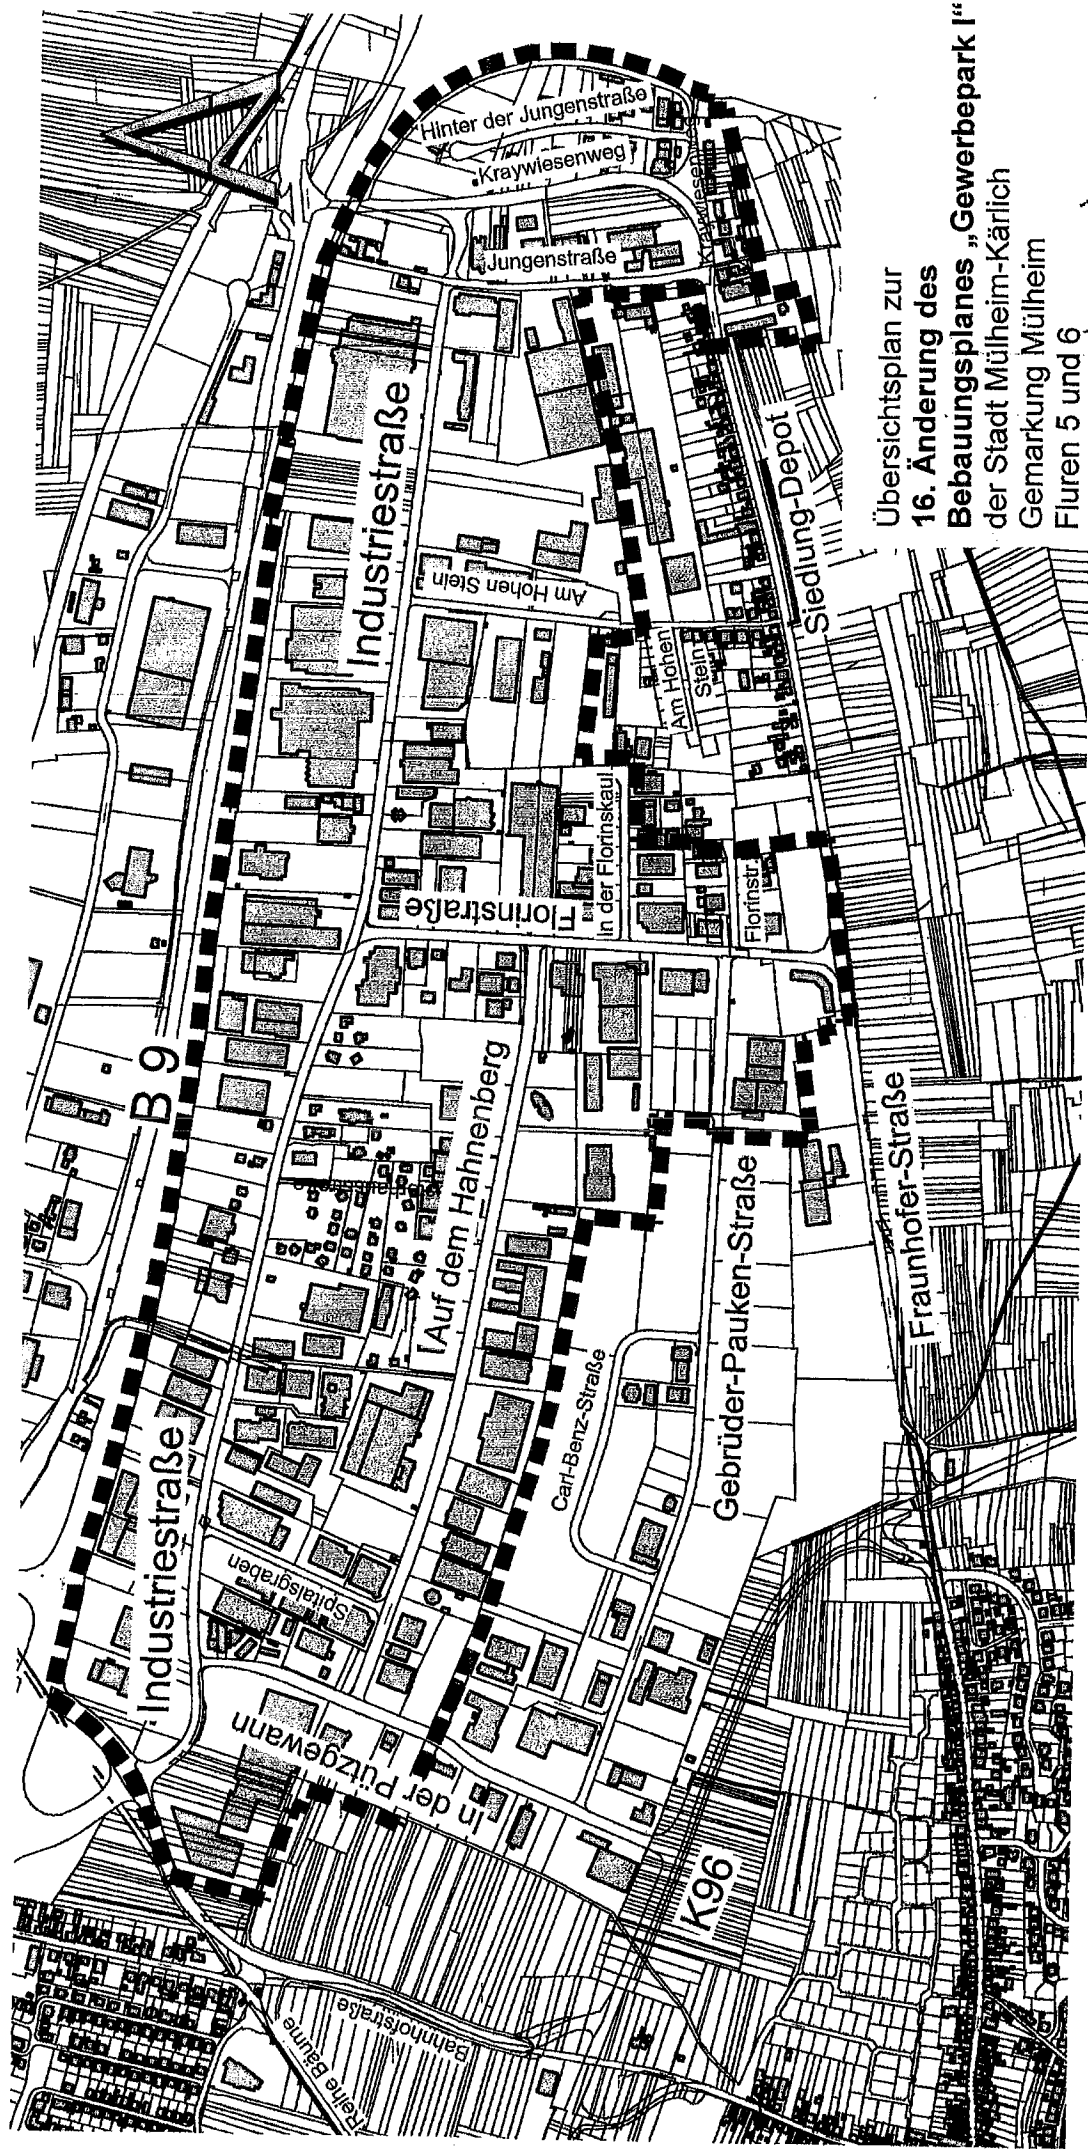 Hinter der Jungenstraße
Kraywiesenweg
Kraywiesenweg
Jungenstraße
Industriestraße
Am Hohen Stein
Siedlung-Depot
Am Hohen
Stein
B 9
In der Florinskaul
Florinstraße
Florinstr.
Auf dem Hahnenberg
Fraunhofer-Straße
Gebrüder-Pauken-Straße
Carl-Benz-Straße
Industriestraße
Spitalsgraben
In der Pützgewann
K96
Bahnhofstraße
Reihe Bäume
Übersichtsplan zur
16. Änderung des
Bebauungsplanes „Gewerbepark I“
der Stadt Mülheim-Kärlich
Gemarkung Mülheim
Fluren 5 und 6